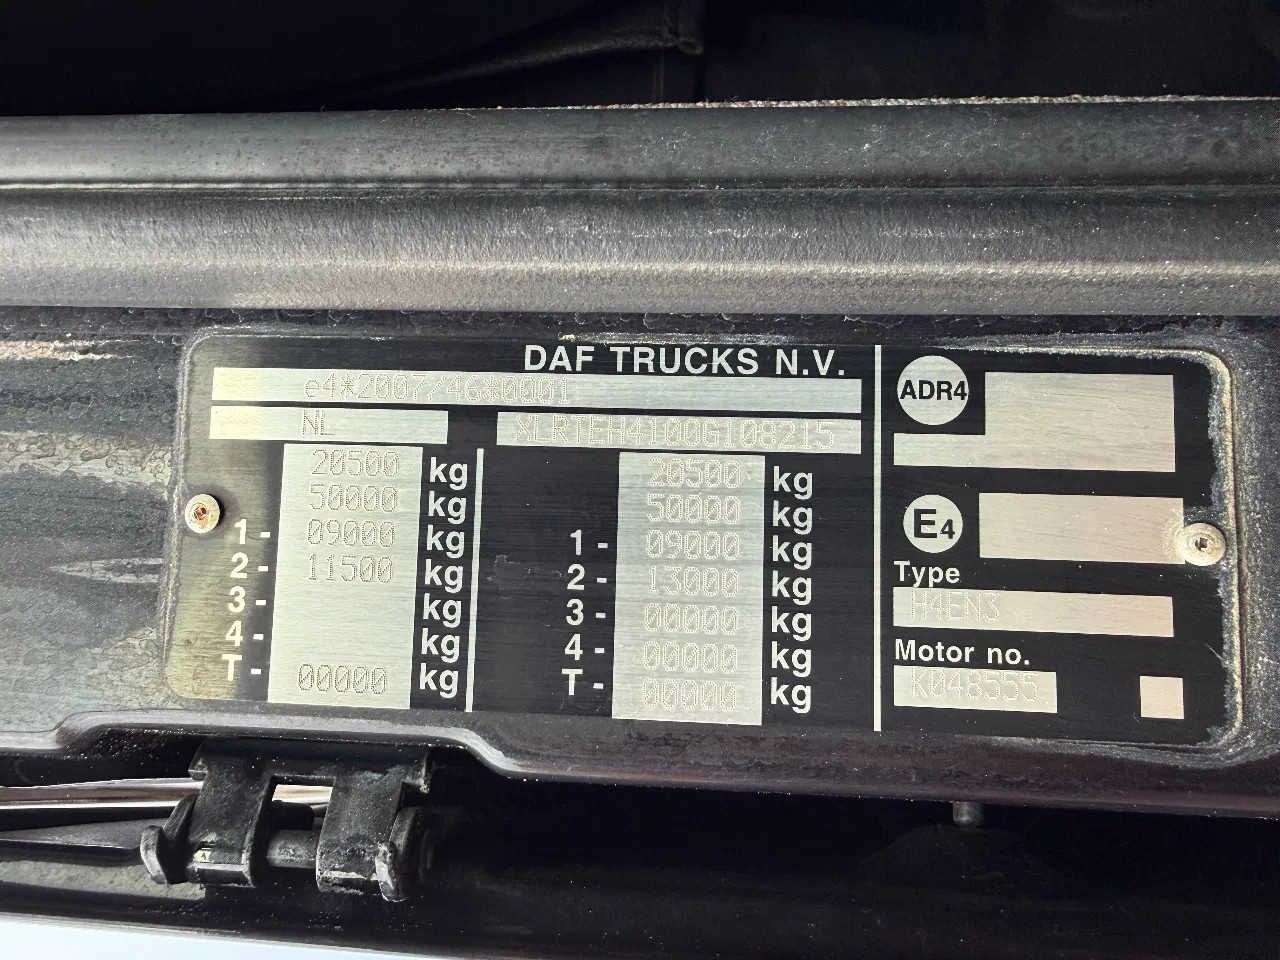 DAF TRUCKS N.V.
e4*2007/46*0001
NL XLRTEH4100G108215
20500 kg 20500 kg
50000 kg 50000 kg
1 - 09000 kg 1 - 09000 kg
2 - 11500 kg 2 - 13000 kg
3 - kg 3 - 00000 kg
4 - kg 4 - 00000 kg
T - 00000 kg T - 00000 kg
ADR4
E4
Type
H4EN3
Motor no.
K048555